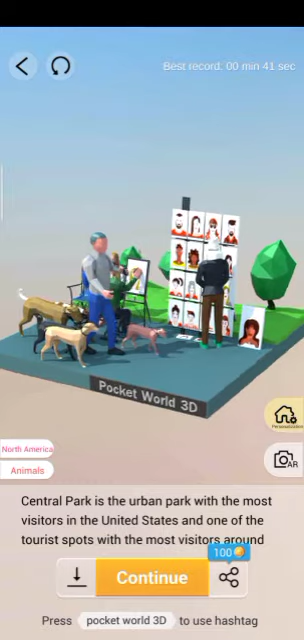 Best record: 00 min 41 sec
Pocket World 3D
Personalization
AR
North America
Animals
Central Park is the urban park with the most
visitors in the United States and one of the
tourist spots with the most visitors around
100
Continue
Press pocket world 3D to use hashtag